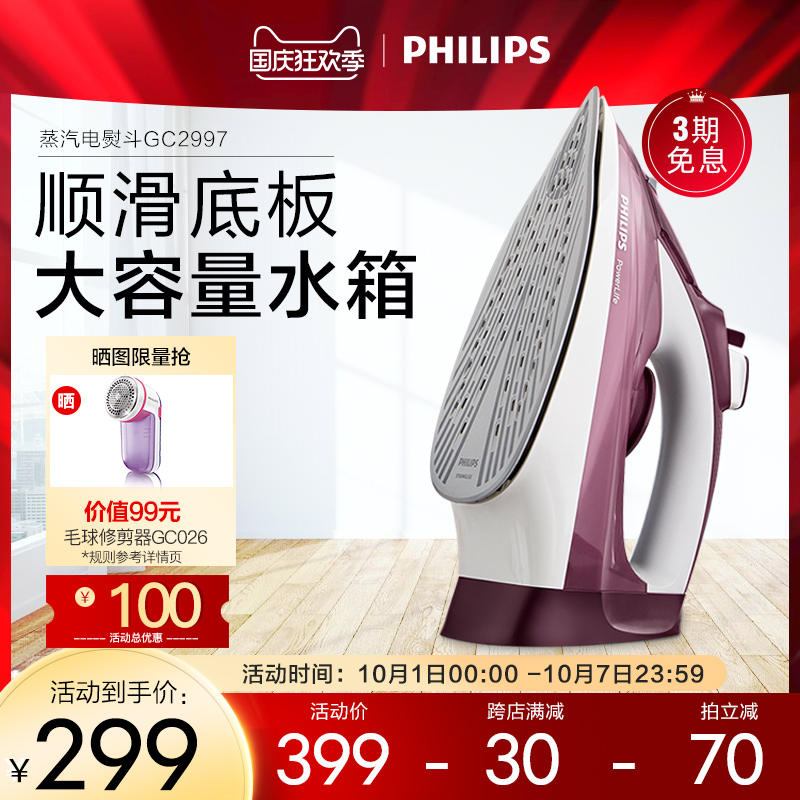 国庆狂欢季 PHILIPS
3期
免息
蒸汽电熨斗GC2997
顺滑底板
大容量水箱
PHILIPS
PowerLife
PHILIPS
晒图限量抢
晒
价值99元
毛球修剪器GC026
*规则参考详情页
¥100
-----活动总优惠-----
活动时间：10月1日00:00 -10月7日23:59
活动到手价：
¥299
活动价 跨店满减 拍立减
399 - 30 - 70